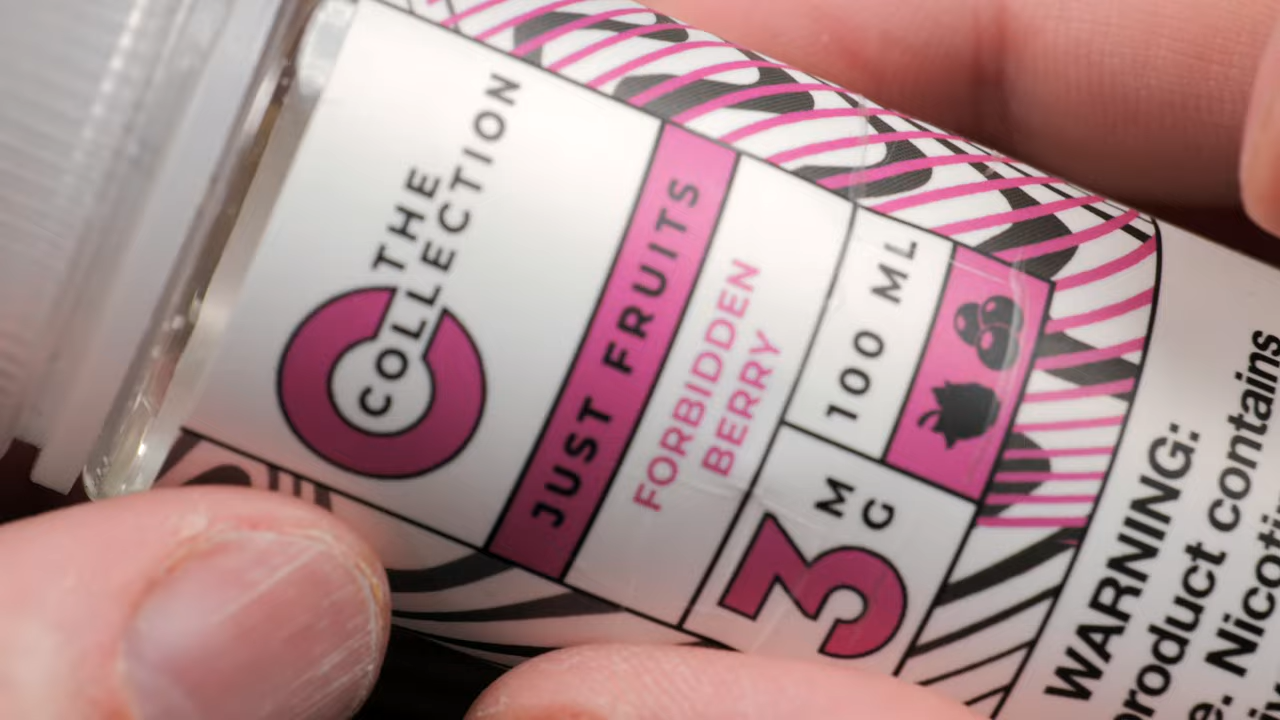 THE
COLLECTION
JUST FRUITS
FORBIDDEN
BERRY
100 ML
3 MG
WARNING:
product contains
e. Nicoti